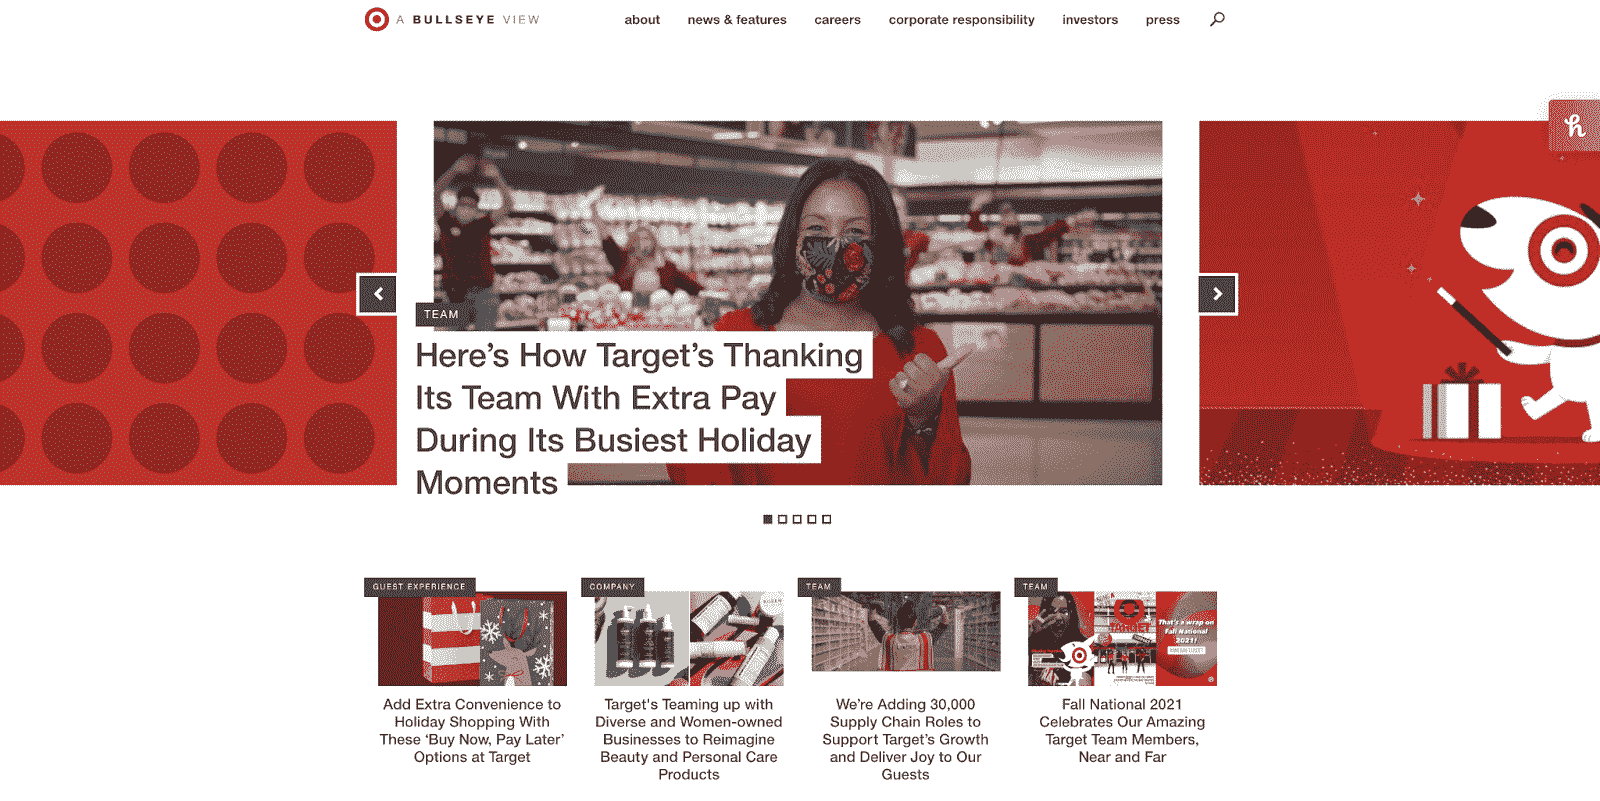 A BULLSEYE VIEW
about
news & features
careers
corporate responsibility
investors
press
h
TEAM
Here’s How Target’s Thanking
Its Team With Extra Pay
During Its Busiest Holiday
Moments
GUEST EXPERIENCE
Add Extra Convenience to
Holiday Shopping With
These ‘Buy Now, Pay Later’
Options at Target
COMPANY
Target's Teaming up with
Diverse and Women-owned
Businesses to Reimagine
Beauty and Personal Care
Products
TEAM
We’re Adding 30,000
Supply Chain Roles to
Support Target’s Growth
and Deliver Joy to Our
Guests
TEAM
TARGET
That's a wrap on
Fall National
2021!
Fall National 2021
Celebrates Our Amazing
Target Team Members,
Near and Far